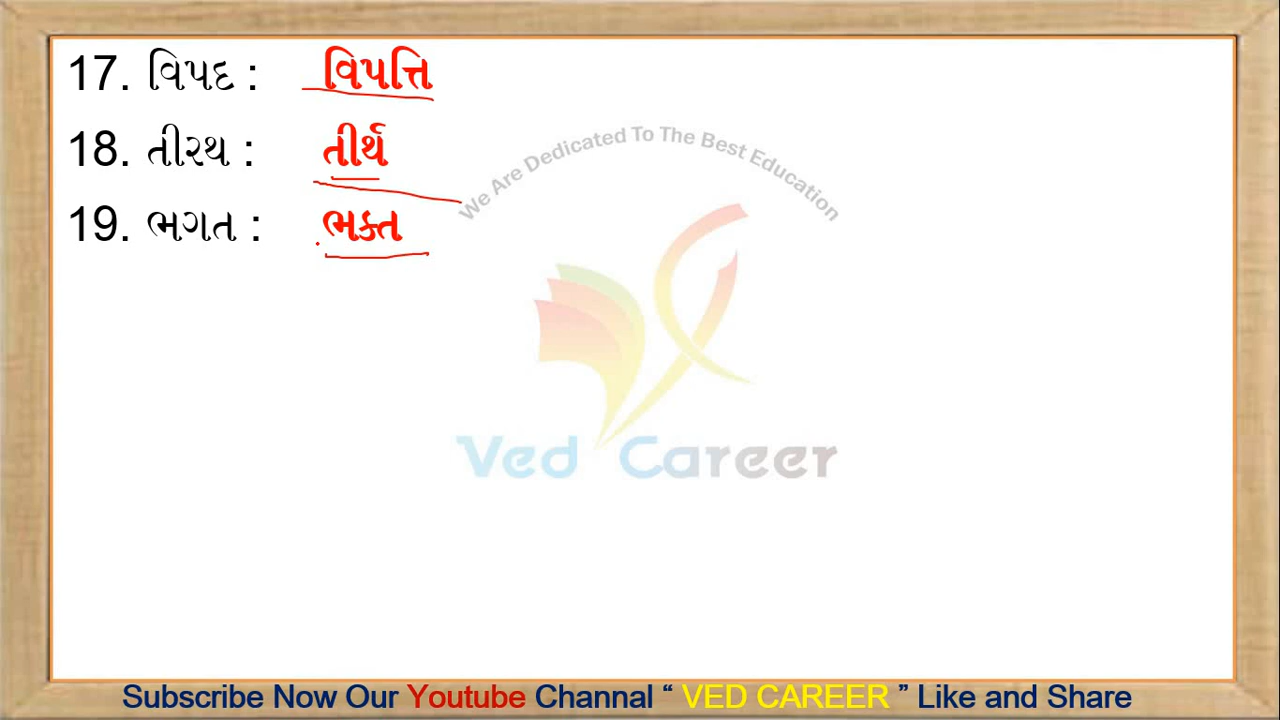 17. વિપદ : વિપત્તિ
18. તીરથ : તીર્થ
19. ભગત : ભક્ત
We Are Dedicated To The Best Education
Ved Career
Subscribe Now Our Youtube Channal “ VED CAREER ” Like and Share